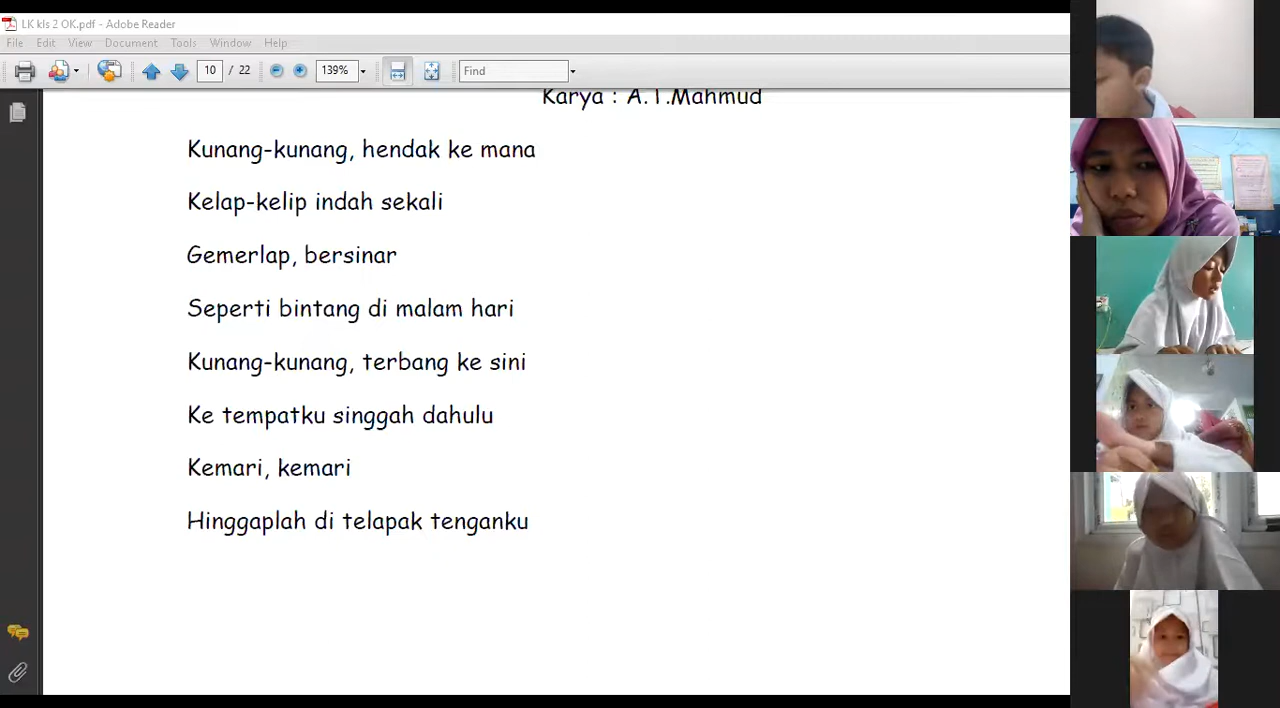 LK kls 2 OK.pdf - Adobe Reader
File Edit View Document Tools Window Help
10 / 22 139% Find
Karya : A.T.Mahmud
Kunang-kunang, hendak ke mana
Kelap-kelip indah sekali
Gemerlap, bersinar
Seperti bintang di malam hari
Kunang-kunang, terbang ke sini
Ke tempatku singgah dahulu
Kemari, kemari
Hinggaplah di telapak tenganku